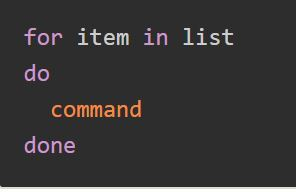 for item in list
do
  command
done